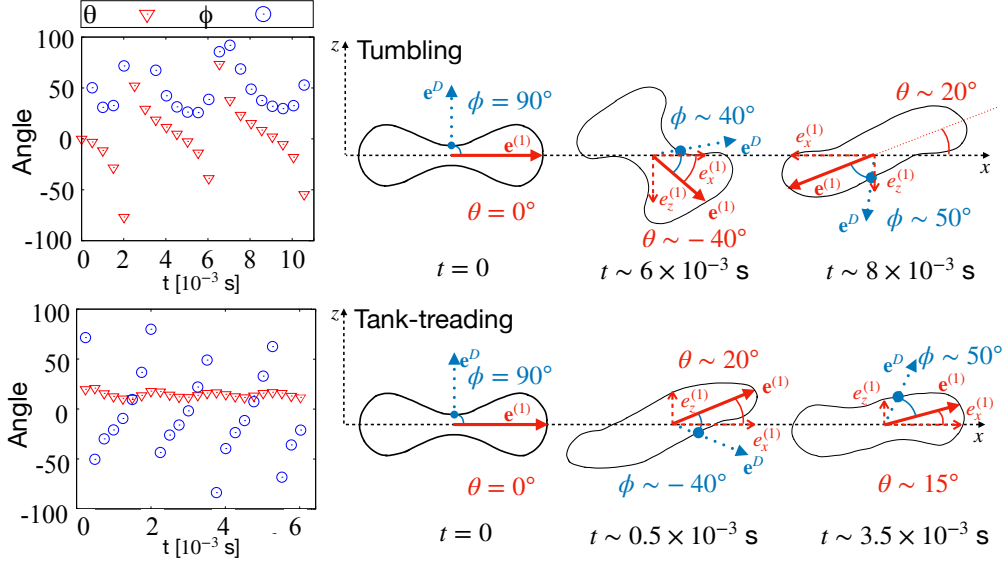 θ ϕ
100
50
0
-50
-100
Angle
0 2 4 6 8 10
t [10⁻³ s]
Tumbling
z
x
e^D
ϕ = 90°
e^(1)
θ = 0°
t = 0
ϕ ~ 40°
e^D
e_x^(1)
e_z^(1)
e^(1)
θ ~ − 40°
t ~ 6 × 10⁻³ s
θ ~ 20°
e_x^(1)
e^(1)
e_z^(1)
e^D
ϕ ~ 50°
t ~ 8 × 10⁻³ s
100
50
0
-50
-100
Angle
0 2 4 6
t [10⁻³ s]
Tank-treading
z
x
e^D
ϕ = 90°
e^(1)
θ = 0°
t = 0
θ ~ 20°
e^(1)
e_z^(1)
e_x^(1)
e^D
ϕ ~ − 40°
t ~ 0.5 × 10⁻³ s
ϕ ~ 50°
e^D
e_z^(1)
e^(1)
e_x^(1)
θ ~ 15°
t ~ 3.5 × 10⁻³ s